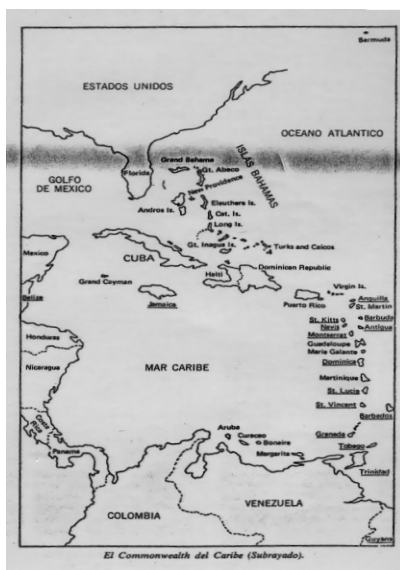 Bermuda
ESTADOS UNIDOS
OCEANO ATLANTICO
Grand Bahama
ISLAS BAHAMAS
Florida
Gt. Abaco
GOLFO
DE MEXICO
New Providence
Eleuthera Is.
Andros Is.
Cat. Is.
Long Is.
Gt. Inagua Is.
Turks and Caicos
Mexico
CUBA
Dominican Republic
Haiti
Grand Cayman
Virgin Is.
Belize
Jamaica
Puerto Rico
Anguilla
St. Martin
St. Kitts
Barbuda
Nevis
Antigua
Montserrat
Honduras
Guadeloupe
Marie Galante
Nicaragua
MAR CARIBE
Dominica
Martinique
St. Lucia
St. Vincent
Barbados
Costa
Rica
Aruba
Curacao
Bonaire
Grenada
Panama
Margarita
Tobago
Trinidad
COLOMBIA
VENEZUELA
Guyana
El Commonwealth del Caribe (Subrayado).